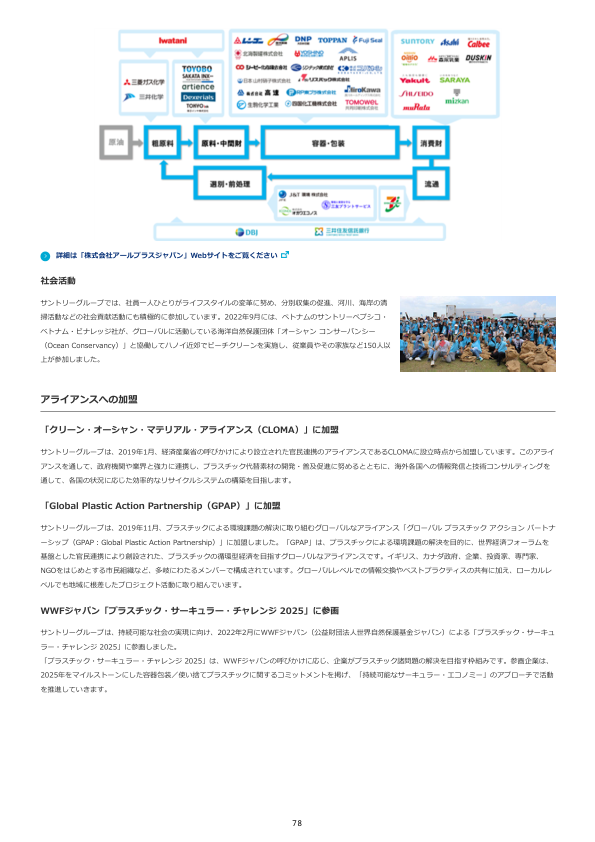 Iwatani
DNP
TOPPAN
Fuji Seal
SUNTORY
Asahi
Calbee
北海製罐株式会社
APLIS
DUSKIN
三菱ガス化学
三井化学
TOYOBO
SAKATA INX
artience
Dexerials
TOKYO INK
シーピー化成株式会社
リスパック株式会社
日本山村硝子株式会社
Yakult
SARAYA
株式会社 高速
HiroKawa
SHISEIDO
生駒化学工業
四国化工機株式会社
TOMOWEL
muRata
mizkan
原油
粗原料
原料・中間財
容器・包装
消費財
選別・前処理
流通
J&T 環境 株式会社
オガワエコノス
DBJ
三井住友信託銀行
詳細は「株式会社アールプラスジャパン」Webサイトをご覧ください
社会活動
サントリーグループでは、社員一人ひとりがライフスタイルの変革に努め、分別収集の促進、河川、海岸の清
掃活動などの社会貢献活動にも積極的に参加しています。2022年9月には、ベトナムのサントリーペプシコ・
ベトナム・ビバレッジ社が、グローバルに活動している海洋自然保護団体「オーシャン コンサーバンシー
（Ocean Conservancy）」と協働してハノイ近郊でビーチクリーンを実施し、従業員やその家族など150人以
上が参加しました。
アライアンスへの加盟
「クリーン・オーシャン・マテリアル・アライアンス（CLOMA）」に加盟
サントリーグループは、2019年1月、経済産業省の呼びかけにより設立された官民連携のアライアンスであるCLOMAに設立時点から加盟しています。このアライ
アンスを通して、政府機関や業界と強力に連携し、プラスチック代替素材の開発・普及促進に努めるとともに、海外各国への情報発信と技術コンサルティングを
通して、各国の状況に応じた効率的なリサイクルシステムの構築を目指します。
「Global Plastic Action Partnership（GPAP）」に加盟
サントリーグループは、2019年11月、プラスチックによる環境課題の解決に取り組むグローバルなアライアンス「グローバル プラスチック アクション パートナ
ーシップ（GPAP：Global Plastic Action Partnership）」に加盟しました。「GPAP」は、プラスチックによる環境課題の解決を目的に、世界経済フォーラムを
基盤とした官民連携により創設された、プラスチックの循環型経済を目指すグローバルなアライアンスです。イギリス、カナダ政府、企業、投資家、専門家、
NGOをはじめとする市民組織など、多岐にわたるメンバーで構成されています。グローバルレベルでの情報交換やベストプラクティスの共有に加え、ローカルレ
ベルでも地域に根差したプロジェクト活動に取り組んでいます。
WWFジャパン「プラスチック・サーキュラー・チャレンジ 2025」に参画
サントリーグループは、持続可能な社会の実現に向け、2022年2月にWWFジャパン（公益財団法人世界自然保護基金ジャパン）による「プラスチック・サーキュ
ラー・チャレンジ 2025」に参画しました。
「プラスチック・サーキュラー・チャレンジ 2025」は、WWFジャパンの呼びかけに応じ、企業がプラスチック諸問題の解決を目指す枠組みです。参画企業は、
2025年をマイルストーンにした容器包装／使い捨てプラスチックに関するコミットメントを掲げ、「持続可能なサーキュラー・エコノミー」のアプローチで活動
を推進していきます。
78